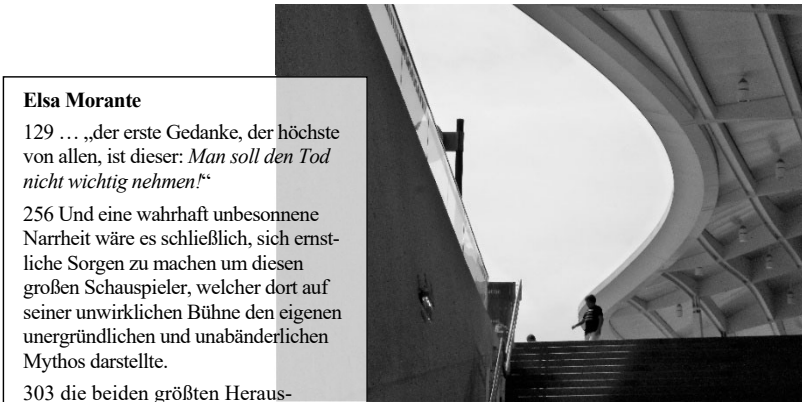 Elsa Morante
129 … „der erste Gedanke, der höchste
von allen, ist dieser: Man soll den Tod
nicht wichtig nehmen!“
256 Und eine wahrhaft unbesonnene
Narrheit wäre es schließlich, sich ernst-
liche Sorgen zu machen um diesen
großen Schauspieler, welcher dort auf
seiner unwirklichen Bühne den eigenen
unergründlichen und unabänderlichen
Mythos darstellte.
303 die beiden größten Heraus-